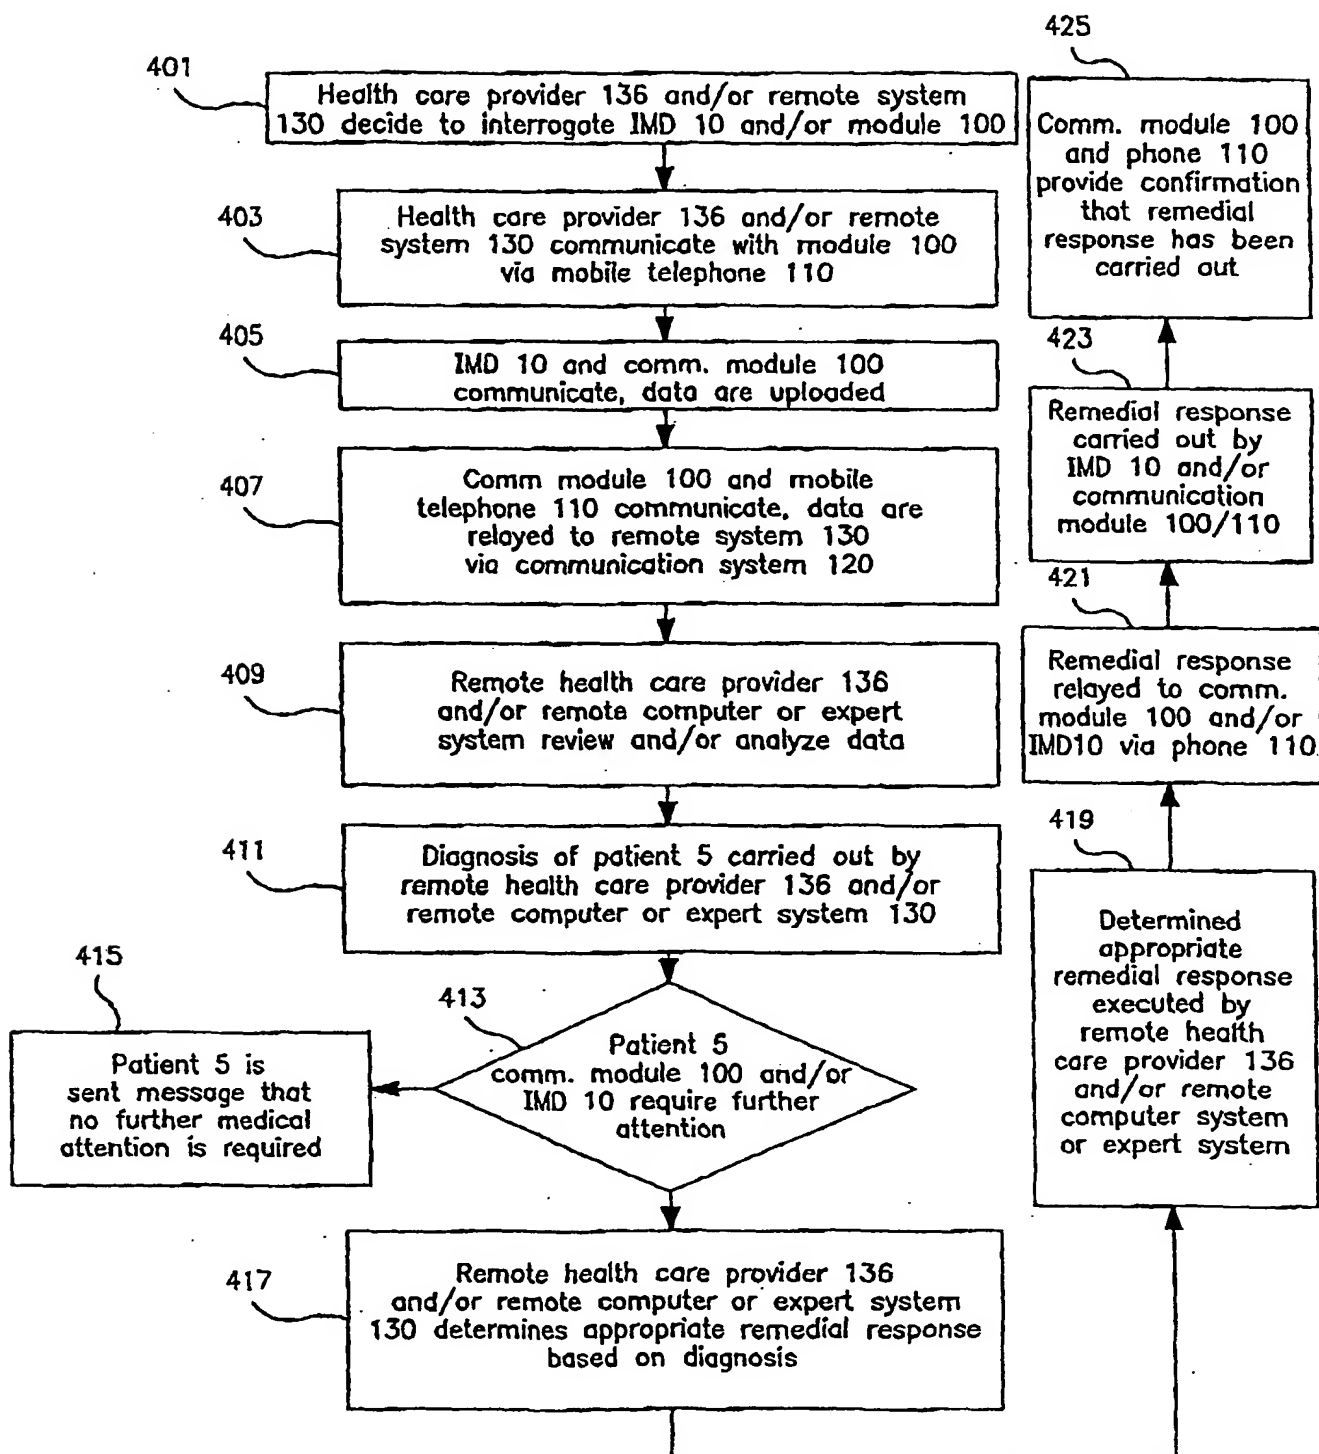 401
Health care provider 136 and/or remote system
130 decide to interrogate IMD 10 and/or module 100
403
Health care provider 136 and/or remote
system 130 communicate with module 100
via mobile telephone 110
405
IMD 10 and comm. module 100
communicate, data are uploaded
407
Comm module 100 and mobile
telephone 110 communicate, data are
relayed to remote system 130
via communication system 120
409
Remote health care provider 136
and/or remote computer or expert
system review and/or analyze data
411
Diagnosis of patient 5 carried out by
remote health care provider 136 and/or
remote computer or expert system 130
413
Patient 5
comm. module 100 and/or
IMD 10 require further
attention
415
Patient 5 is
sent message that
no further medical
attention is required
417
Remote health care provider 136
and/or remote computer or expert system
130 determines appropriate remedial response
based on diagnosis
419
Determined
appropriate
remedial response
executed by
remote health
care provider 136
and/or remote
computer system
or expert system
421
Remedial response
relayed to comm.
module 100 and/or
IMD10 via phone 110
423
Remedial response
carried out by
IMD 10 and/or
communication
module 100/110
425
Comm. module 100
and phone 110
provide confirmation
that remedial
response has been
carried out